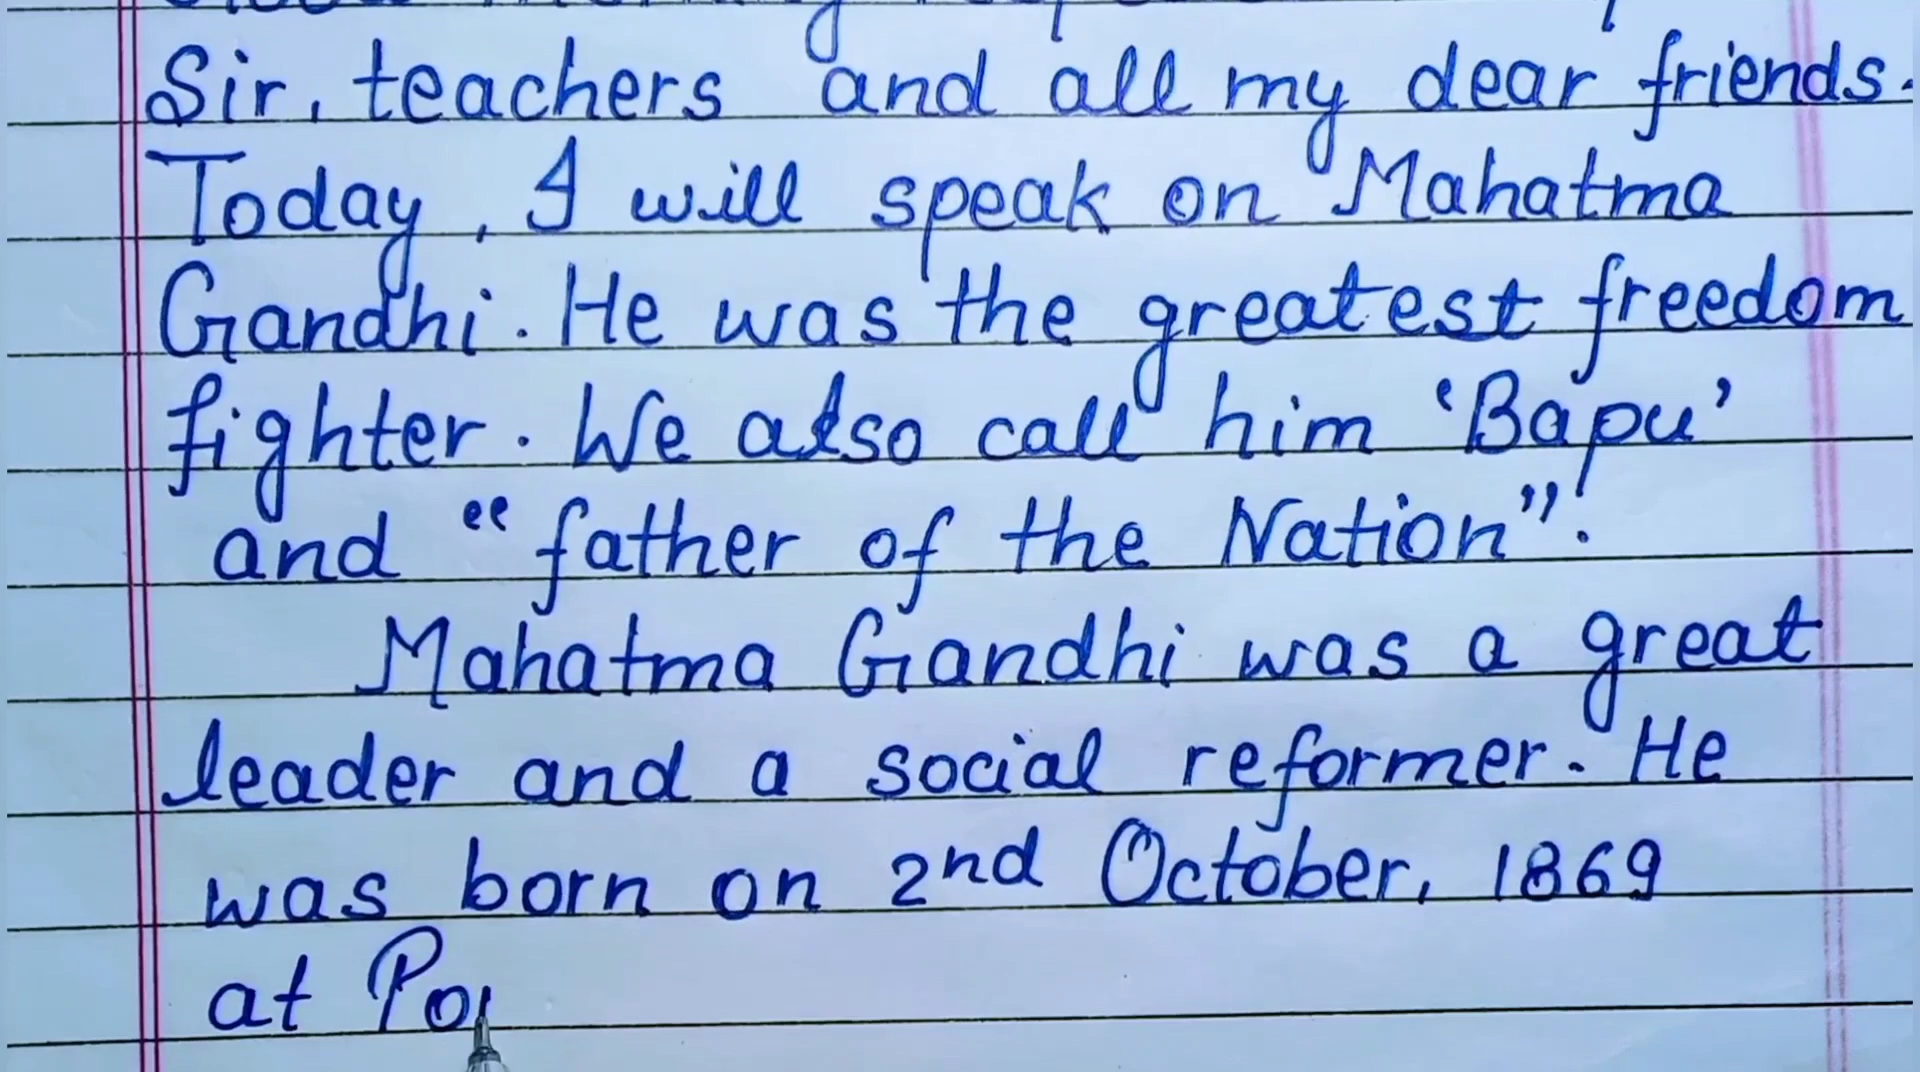 Sir, teachers and all my dear friends.
Today, I will speak on Mahatma
Gandhi. He was the greatest freedom
fighter. We also call him ‘Bapu’
and “father of the Nation”.
Mahatma Gandhi was a great
leader and a social reformer. He
was born on 2nd October, 1869
at Po